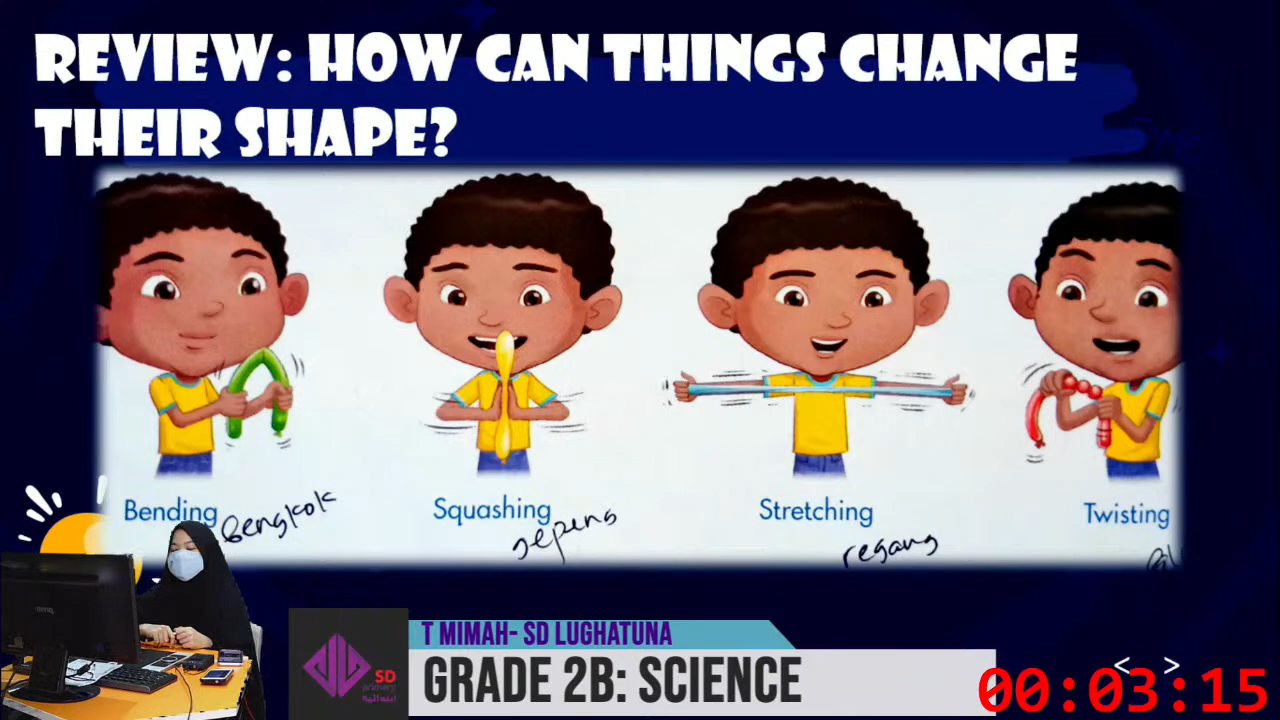 REVIEW: HOW CAN THINGS CHANGE
THEIR SHAPE?
Bending Squashing Stretching Twisting
Bengkok regang
T MIMAH- SD LUGHATUNA
GRADE 2B: SCIENCE
SD
primary
< >
00:03:15